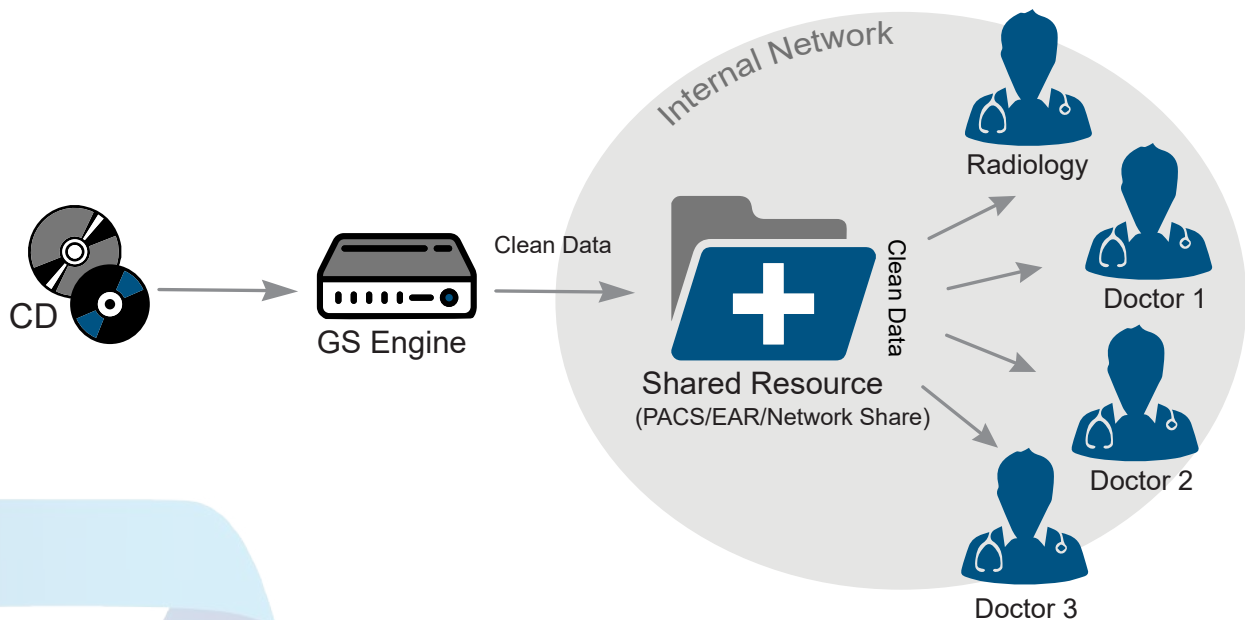 Internal Network
Radiology
CD
GS Engine
Clean Data
Shared Resource
(PACS/EAR/Network Share)
Clean Data
Doctor 1
Doctor 2
Doctor 3